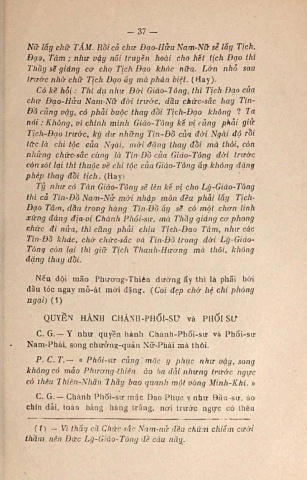 — 37 —
Nữ lấy chữ TÂM. Rồi cả chư Đạo-Hữu Nam-Nữ sẽ lấy Tịch,
Đạo, Tâm; như vậy nối truyền hoài cho hết tịch Đạo thì
Thầy sẽ giáng cơ cho Tịch Đạo khác nữa. Lớn nhỏ sau
trước nhờ chữ Tịch Đạo ấy mà phân biệt. (Hay).
Có kẻ hỏi: Thí dụ như Đời Giáo-Tông, thì Tịch Đạo của
chư Đạo-Hữu Nam-Nữ đời trước, dầu chức-sắc hay Tín-
Đồ cũng vậy, có phải buộc thay đổi Tịch-Đạo không ? Ta
nói: Không, vì chính mình Giáo-Tông kế vị cũng phải giữ
Tịch-Đạo trước, kỳ dư những Tín-Đồ của đời Ngài độ rồi
tức là chi tộc của Ngài, mới đặng thay đổi mà thôi, còn
những chức-sắc cùng là Tín-Đồ của Giáo-Tông đời trước
còn sót lại thì thuộc về chi tộc của Giáo-Tông ấy không đặng
phép thay đổi tịch. (Hay)
Tỷ như có Tân Giáo-Tông sẽ lên kế vị cho Lý-Giáo-Tông
thì cả Tín-Đồ Nam-Nữ mới nhập môn đều phải lấy Tịch-
Đạo Tâm, dầu trong hàng Tín-Đồ ấy sẽ có một chơn linh
xứng đáng địa-vị Chánh Phối-sư, mà Thầy giáng cơ phong
chức đi nữa, thì cũng phải chịu Tịch-Đạo Tâm, như các
Tín-Đồ khác, chớ chức-sắc và Tín-Đồ trong đời Lý-Giáo-
Tông còn lại thì giữ Tịch Thanh-Hương mà thôi, không
đặng thay đổi.
Nếu đội mão Phương-Thiên dường ấy thì là phải bới
đầu tóc ngay mỏ-át mới đặng. (Coi đẹp chớ hệ chi phòng
ngại) (1)
QUYỀN HÀNH CHÁNH-PHỐI-SƯ và PHỐI SƯ
C. G. — Y như quyền hành Chánh-Phối-sư và Phối-sư
Nam-Phái, song chưởng-quản Nữ-Phái mà thôi.
P. C. T. — « Phối-sư cũng mặc y phục như vậy, song
không có mão Phương-thiên áo ba dải nhưng trước ngực
có thêu Thiên-Nhãn Thầy bao quanh một vòng Minh-Khí. »
C. G. — Chánh Phối-sư mặc Đạo-Phục y như Đầu-sư, áo
chín dải, toàn bằng hàng trắng, nơi trước ngực có thêu
(1) — Vì thấy cả Chức sắc Nam-nữ đều chúm chiếm cười
thầm, nên Đức Lý-Giáo-Tông đề câu này.